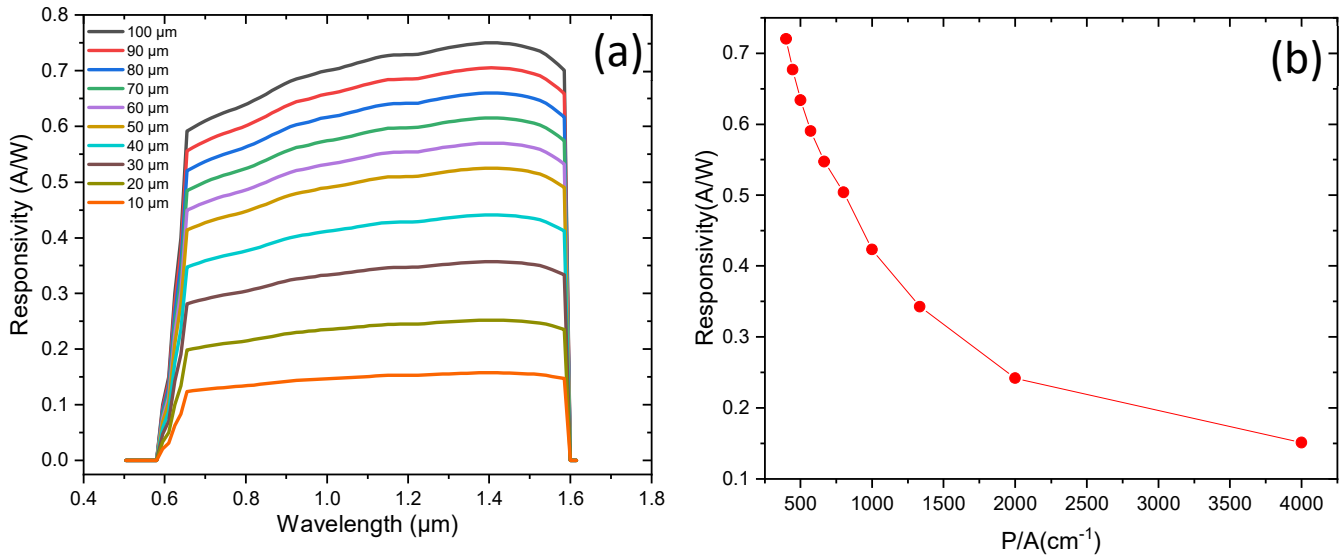 (a)
100 μm
90 μm
80 μm
70 μm
60 μm
50 μm
40 μm
30 μm
20 μm
10 μm
Responsivity (A/W)
0.8
0.7
0.6
0.5
0.4
0.3
0.2
0.1
0.0
0.4 0.6 0.8 1.0 1.2 1.4 1.6 1.8
Wavelength (μm)
(b)
Responsivity(A/W)
0.7
0.6
0.5
0.4
0.3
0.2
0.1
500 1000 1500 2000 2500 3000 3500 4000
P/A(cm⁻¹)